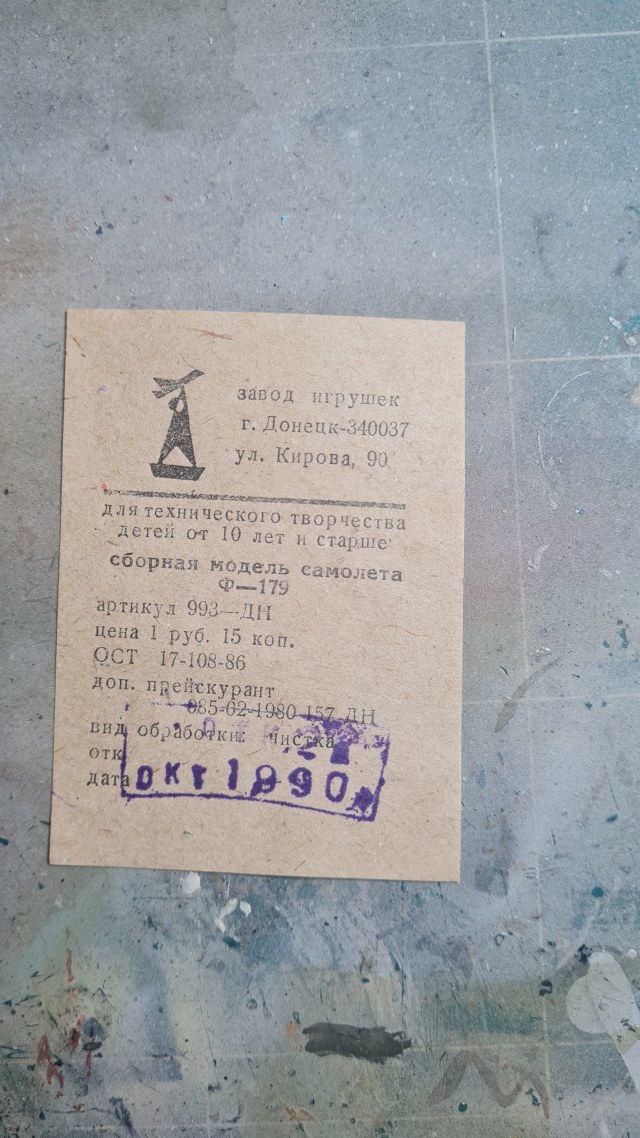 завод игрушек
г. Донецк-340037
ул. Кирова, 90
для технического творчества
детей от 10 лет и старше
сборная модель самолета
Ф—179
артикул 993—ДН
цена 1 руб. 15 коп.
ОСТ 17-108-86
доп. прейскурант
085-02-1980 157 ДН
вид обработки: чистка
отк
дата
окт 1990